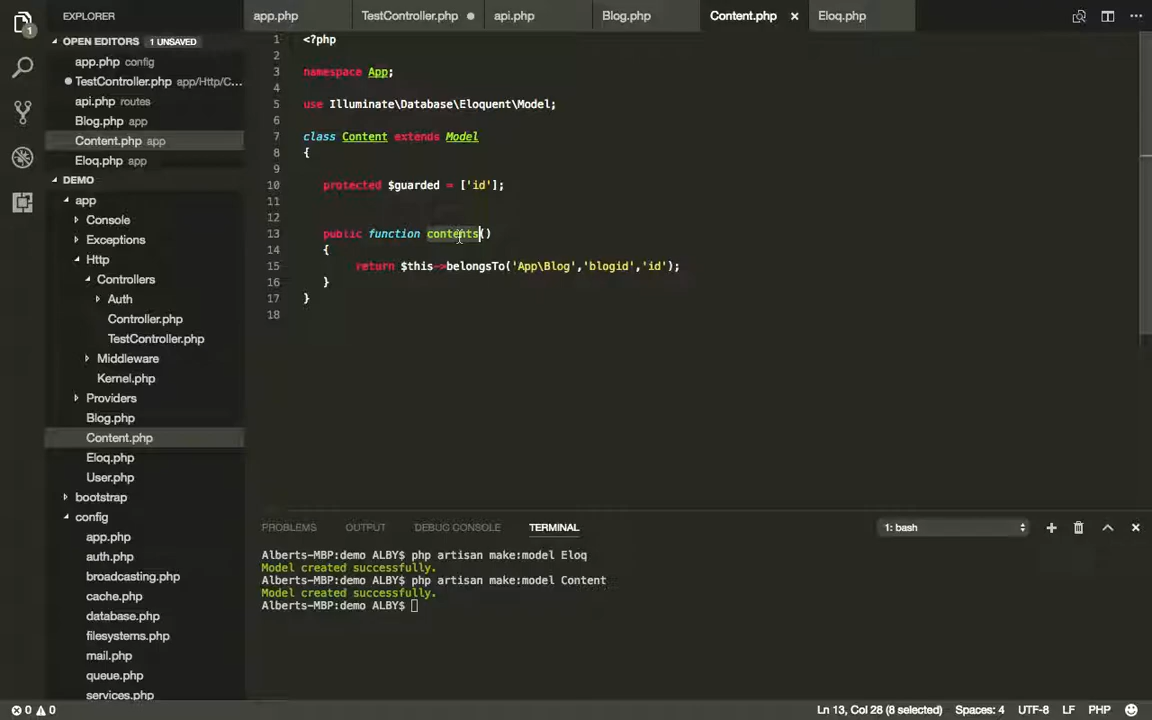 EXPLORER
app.php
TestController.php
api.php
Blog.php
Content.php
Eloq.php
OPEN EDITORS 1 UNSAVED
app.php config
TestController.php app/Http/C...
api.php routes
Blog.php app
Content.php app
Eloq.php app
DEMO
app
Console
Exceptions
Http
Controllers
Auth
Controller.php
TestController.php
Middleware
Kernel.php
Providers
Blog.php
Content.php
Eloq.php
User.php
bootstrap
config
app.php
auth.php
broadcasting.php
cache.php
database.php
filesystems.php
mail.php
queue.php
services.php
1 <?php
2
3 namespace App;
4
5 use Illuminate\Database\Eloquent\Model;
6
7 class Content extends Model
8 {
9
10 protected $guarded = ['id'];
11
12
13 public function contents()
14 {
15 return $this->belongsTo('App\Blog','blogid','id');
16 }
17 }
18
PROBLEMS OUTPUT DEBUG CONSOLE TERMINAL 1: bash
Alberts-MBP:demo ALBY$ php artisan make:model Eloq
Model created successfully.
Alberts-MBP:demo ALBY$ php artisan make:model Content
Model created successfully.
Alberts-MBP:demo ALBY$
0 0 Ln 13, Col 28 (8 selected) Spaces: 4 UTF-8 LF PHP